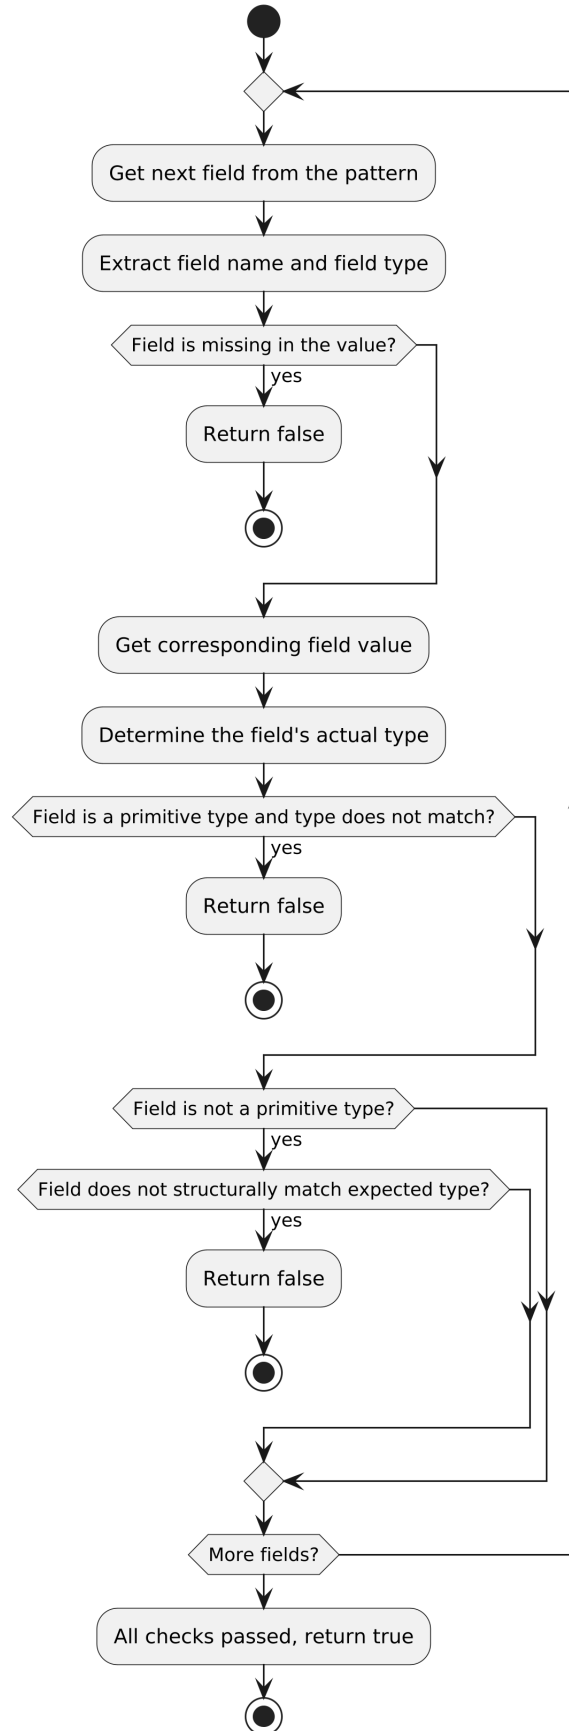 Get next field from the pattern
Extract field name and field type
Field is missing in the value?
yes
Return false
Get corresponding field value
Determine the field's actual type
Field is a primitive type and type does not match?
yes
Return false
Field is not a primitive type?
yes
Field does not structurally match expected type?
yes
Return false
More fields?
All checks passed, return true